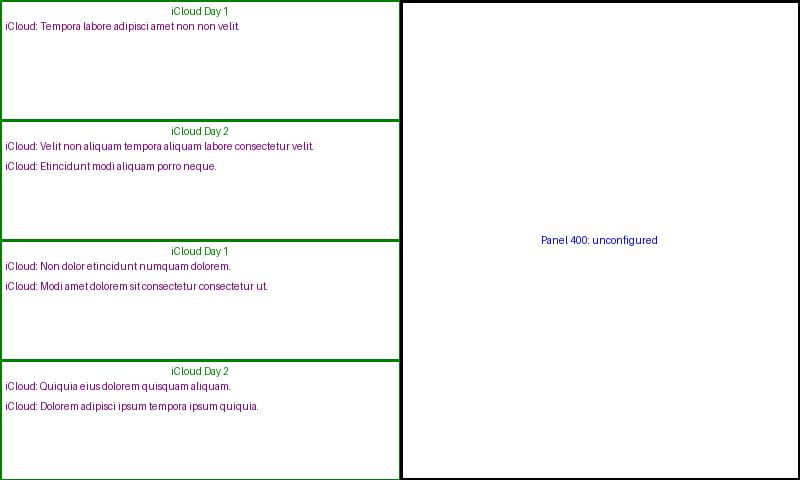 iCloud Day 1
iCloud: Tempora labore adipisci amet non non velit.
iCloud Day 2
iCloud: Velit non aliquam tempora aliquam labore consectetur velit.
iCloud: Etincidunt modi aliquam porro neque.
iCloud Day 1
iCloud: Non dolor etincidunt numquam dolorem.
iCloud: Modi amet dolorem sit consectetur consectetur ut.
iCloud Day 2
iCloud: Quiquia eius dolorem quisquam aliquam.
iCloud: Dolorem adipisci ipsum tempora ipsum quiquia.
Panel 400: unconfigured